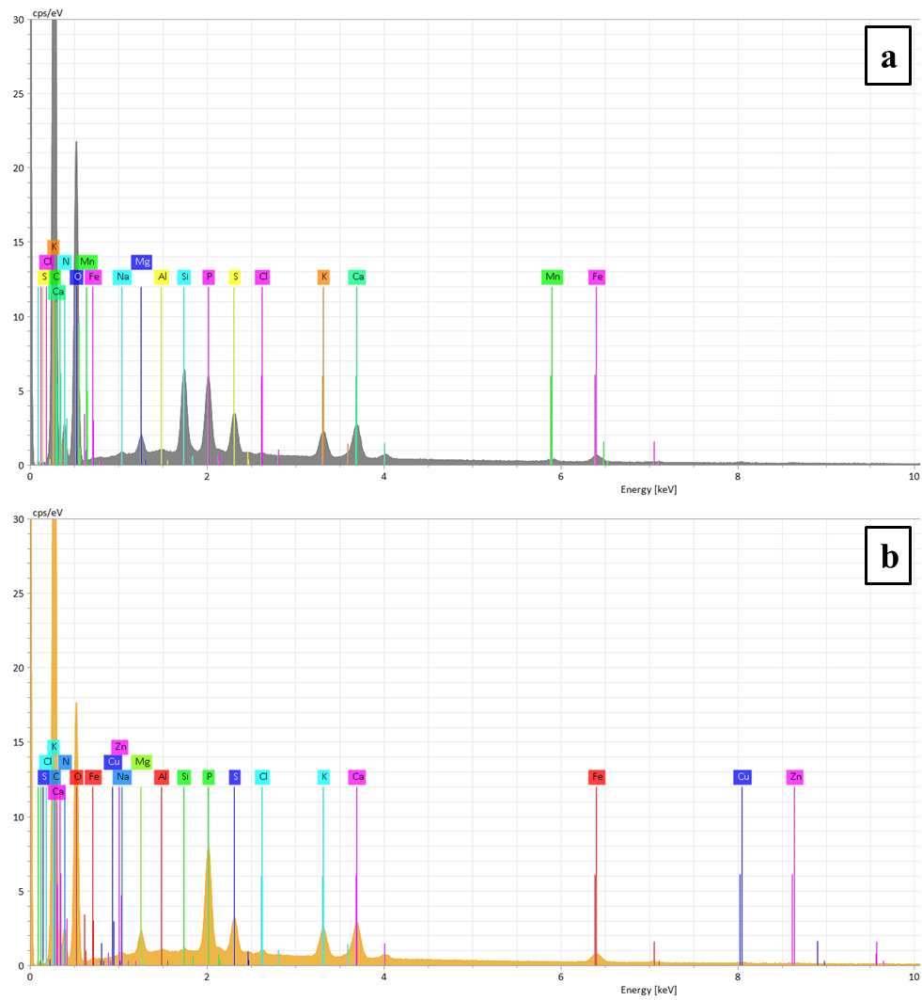 cps/eV
30
a
25
20
15
K
Cl N Mn Mg
S C O Fe Na Al Si P S Cl K Ca Mn Fe
Ca
10
5
0
0 2 4 6 8 10
Energy [keV]
cps/eV
30
b
25
20
15
K Zn
Cl N Cu Mg
S C O Fe Na Al Si P S Cl K Ca Fe Cu Zn
Ca
10
5
0
0 2 4 6 8 10
Energy [keV]